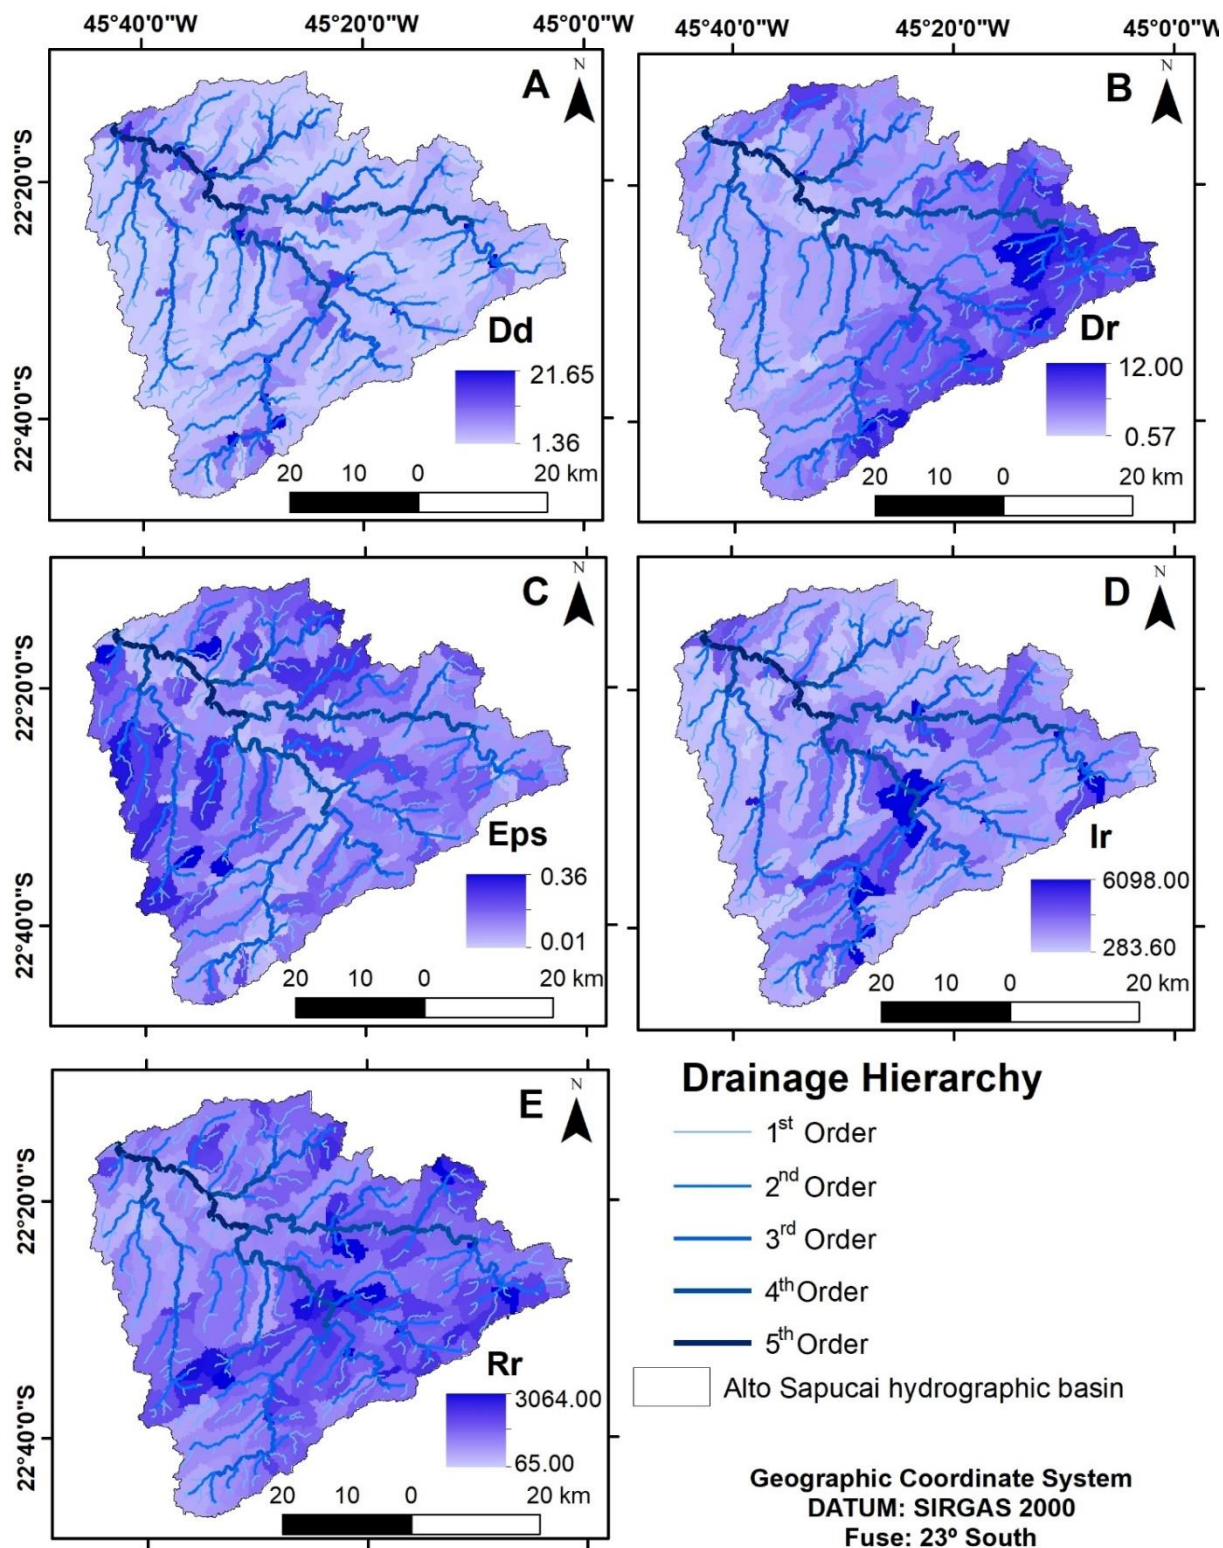 45°40'0"W 45°20'0"W 45°0'0"W
45°40'0"W 45°20'0"W 45°0'0"W
A
N
22°20'0"S
22°40'0"S
Dd
21.65
1.36
20 10 0 20 km
B
N
Dr
12.00
0.57
20 10 0 20 km
C
N
22°20'0"S
22°40'0"S
Eps
0.36
0.01
20 10 0 20 km
D
N
Ir
6098.00
283.60
20 10 0 20 km
E
N
22°20'0"S
22°40'0"S
Rr
3064.00
65.00
20 10 0 20 km
Drainage Hierarchy
1st Order
2nd Order
3rd Order
4th Order
5th Order
Alto Sapucai hydrographic basin
Geographic Coordinate System
DATUM: SIRGAS 2000
Fuse: 23º South